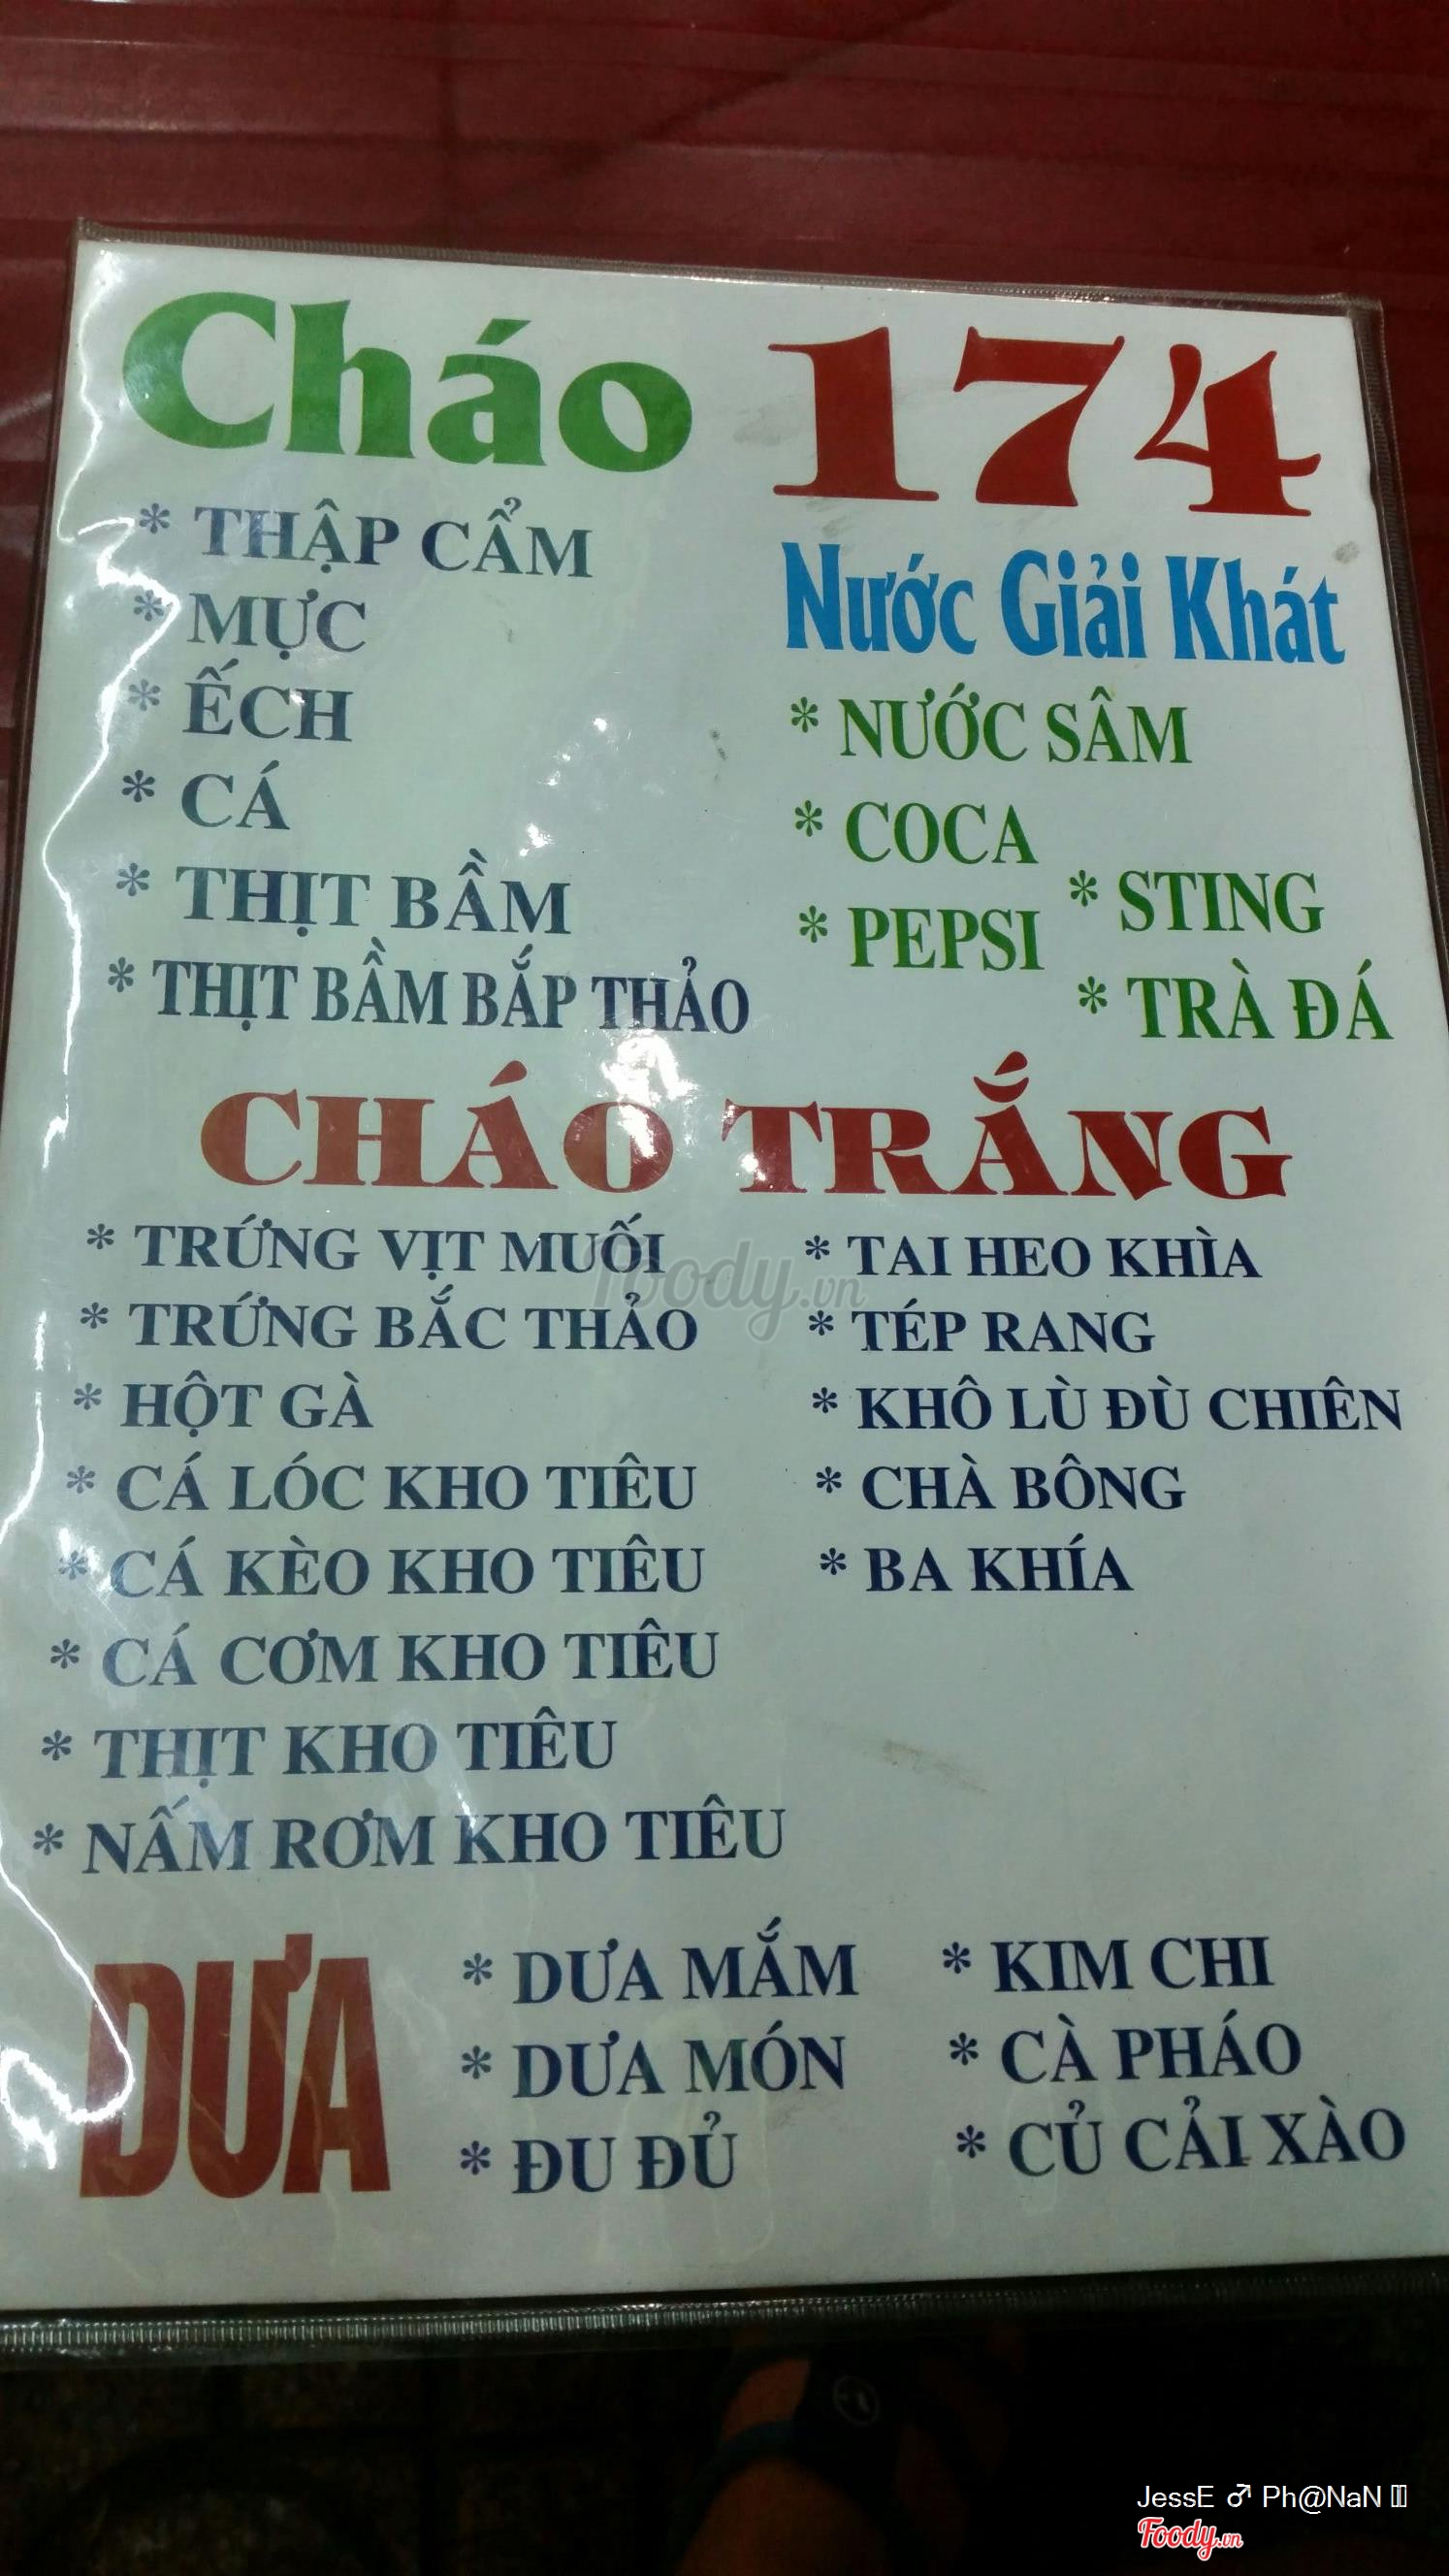 Cháo 174
* THẬP CẨM
* MỰC
* ẾCH
* CÁ
* THỊT BẦM
* THỊT BẦM BẮP THẢO
Nước Giải Khát
* NƯỚC SÂM
* COCA
* PEPSI
* STING
* TRÀ ĐÁ
CHÁO TRẮNG
* TRỨNG VỊT MUỐI
* TRỨNG BẮC THẢO
* HỘT GÀ
* CÁ LÓC KHO TIÊU
* CÁ KÈO KHO TIÊU
* CÁ CƠM KHO TIÊU
* THỊT KHO TIÊU
* NẤM RƠM KHO TIÊU
* TAI HEO KHÌA
* TÉP RANG
* KHÔ LÙ ĐÙ CHIÊN
* CHÀ BÔNG
* BA KHÍA
DƯA
* DƯA MẮM
* DƯA MÓN
* ĐU ĐỦ
* KIM CHI
* CÀ PHÁO
* CỦ CẢI XÀO
Foody.vn
JessE ♂ Ph@NaN
Foody.vn